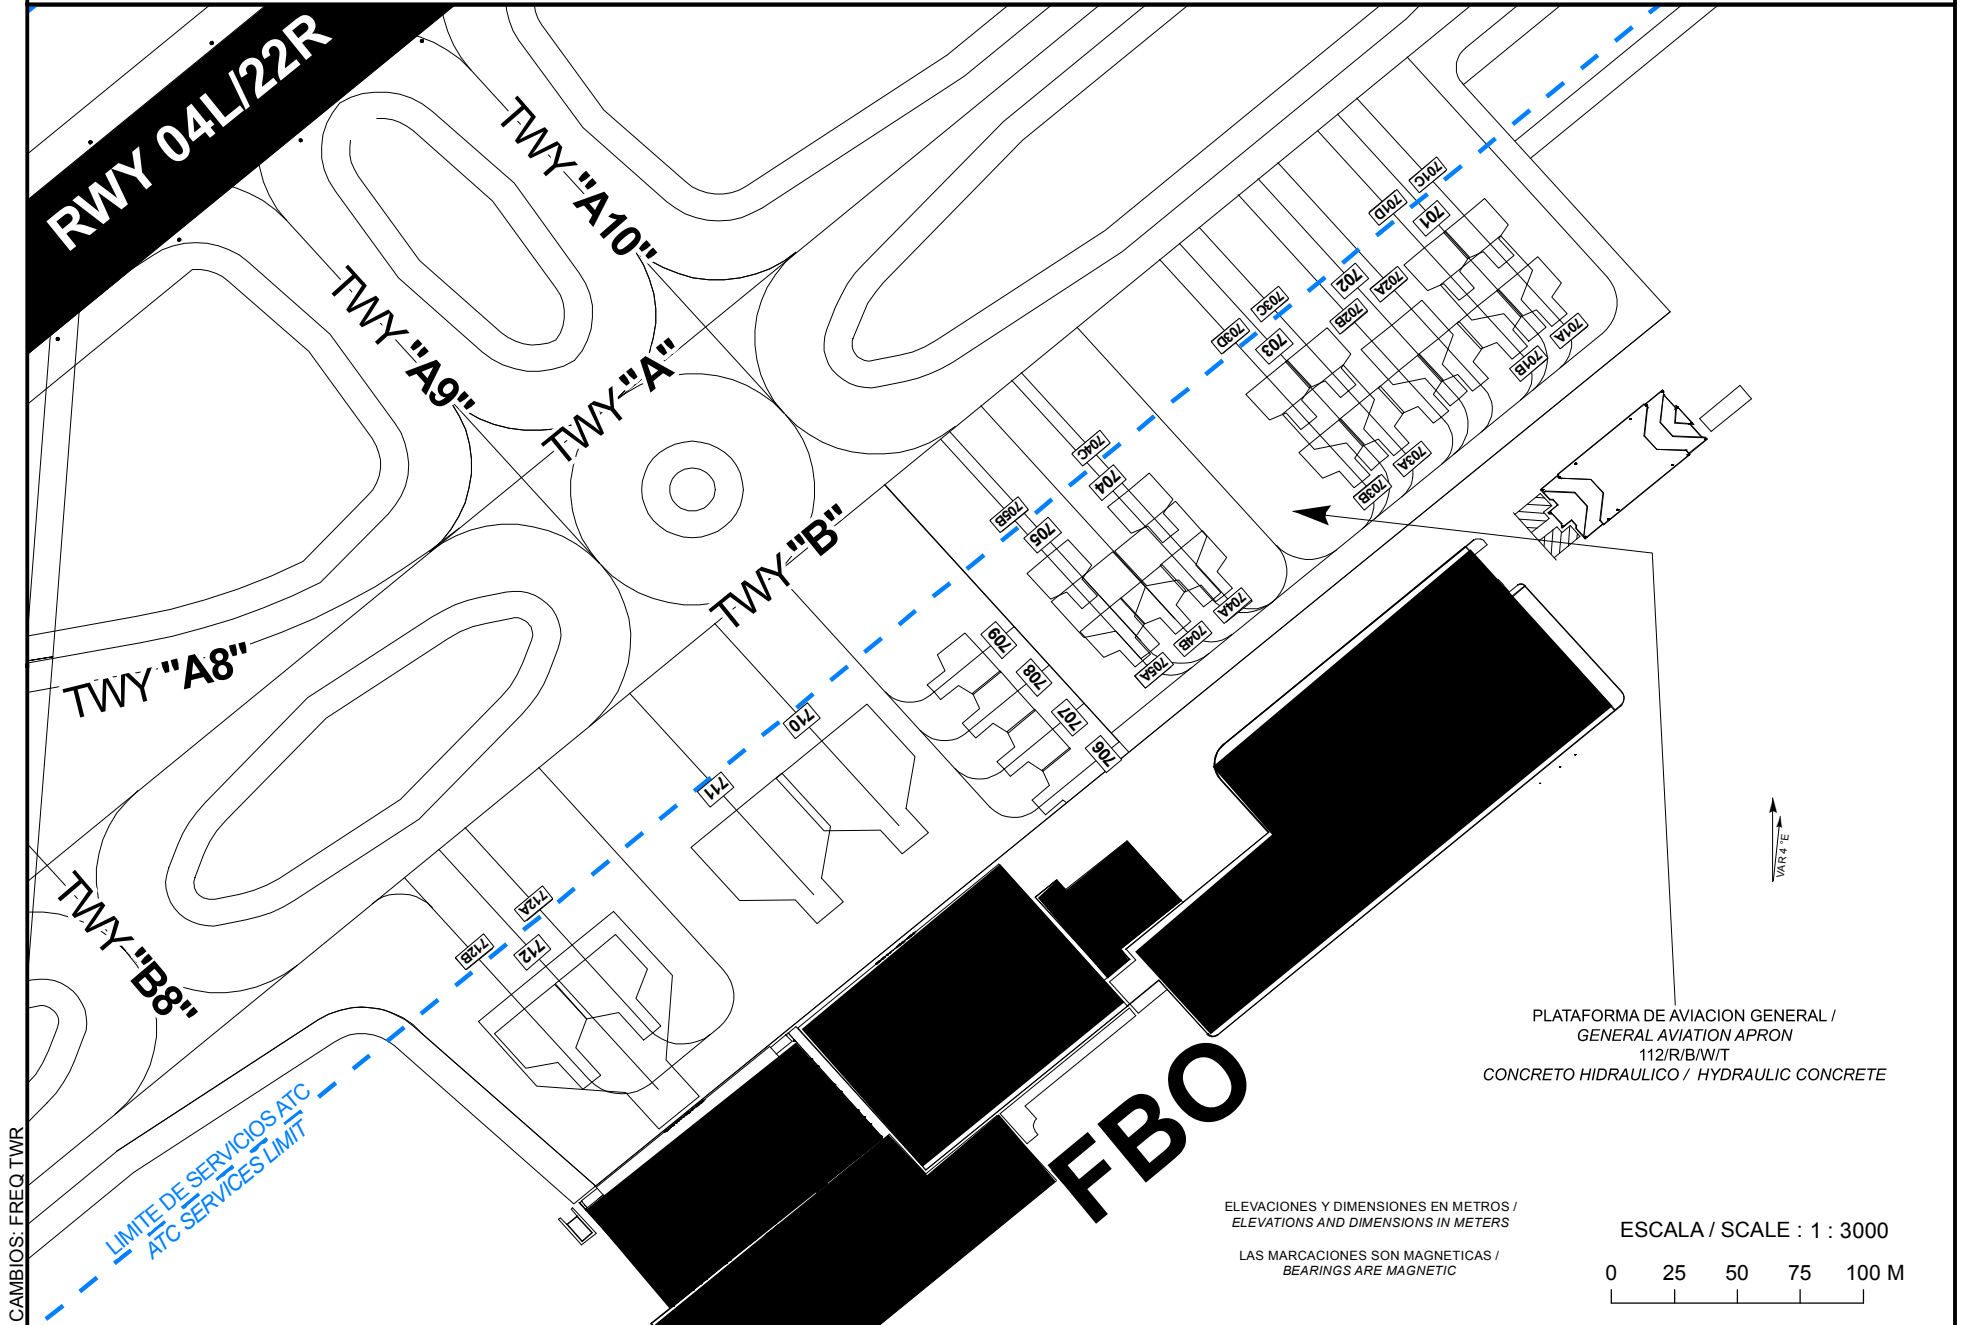 RWY 04L/22R
TWY "A10"
TWY "A9"
TWY "A"
TWY "B"
TWY "A8"
TWY "B8"
701C
701D
701
702
702A
702B
703C
703D
703
701A
701B
703A
703B
704C
704
705B
705
704A
704B
705A
709
708
707
706
710
711
712A
712
712B
FBO
VAR 4 °E
PLATAFORMA DE AVIACION GENERAL /
GENERAL AVIATION APRON
112/R/B/W/T
CONCRETO HIDRAULICO / HYDRAULIC CONCRETE
LIMITE DE SERVICIOS ATC
ATC SERVICES LIMIT
ELEVACIONES Y DIMENSIONES EN METROS /
ELEVATIONS AND DIMENSIONS IN METERS
LAS MARCACIONES SON MAGNETICAS /
BEARINGS ARE MAGNETIC
ESCALA / SCALE : 1 : 3000
0 25 50 75 100 M
CAMBIOS: FREQ TWR